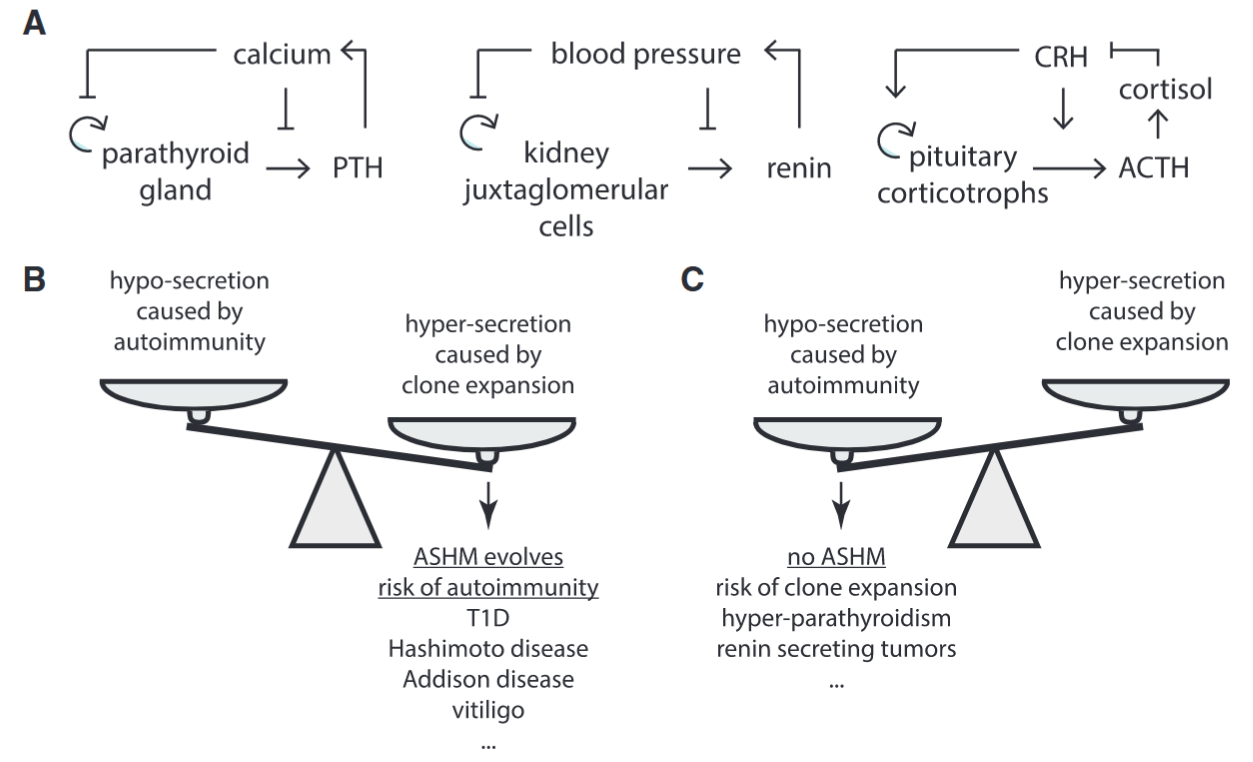 A
calcium
parathyroid
gland
PTH
blood pressure
kidney
juxtaglomerular
cells
renin
CRH
cortisol
pituitary
corticotrophs
ACTH
B
hypo-secretion
caused by
autoimmunity
hyper-secretion
caused by
clone expansion
ASHM evolves
risk of autoimmunity
T1D
Hashimoto disease
Addison disease
vitiligo
...
C
hypo-secretion
caused by
autoimmunity
hyper-secretion
caused by
clone expansion
no ASHM
risk of clone expansion
hyper-parathyroidism
renin secreting tumors
...